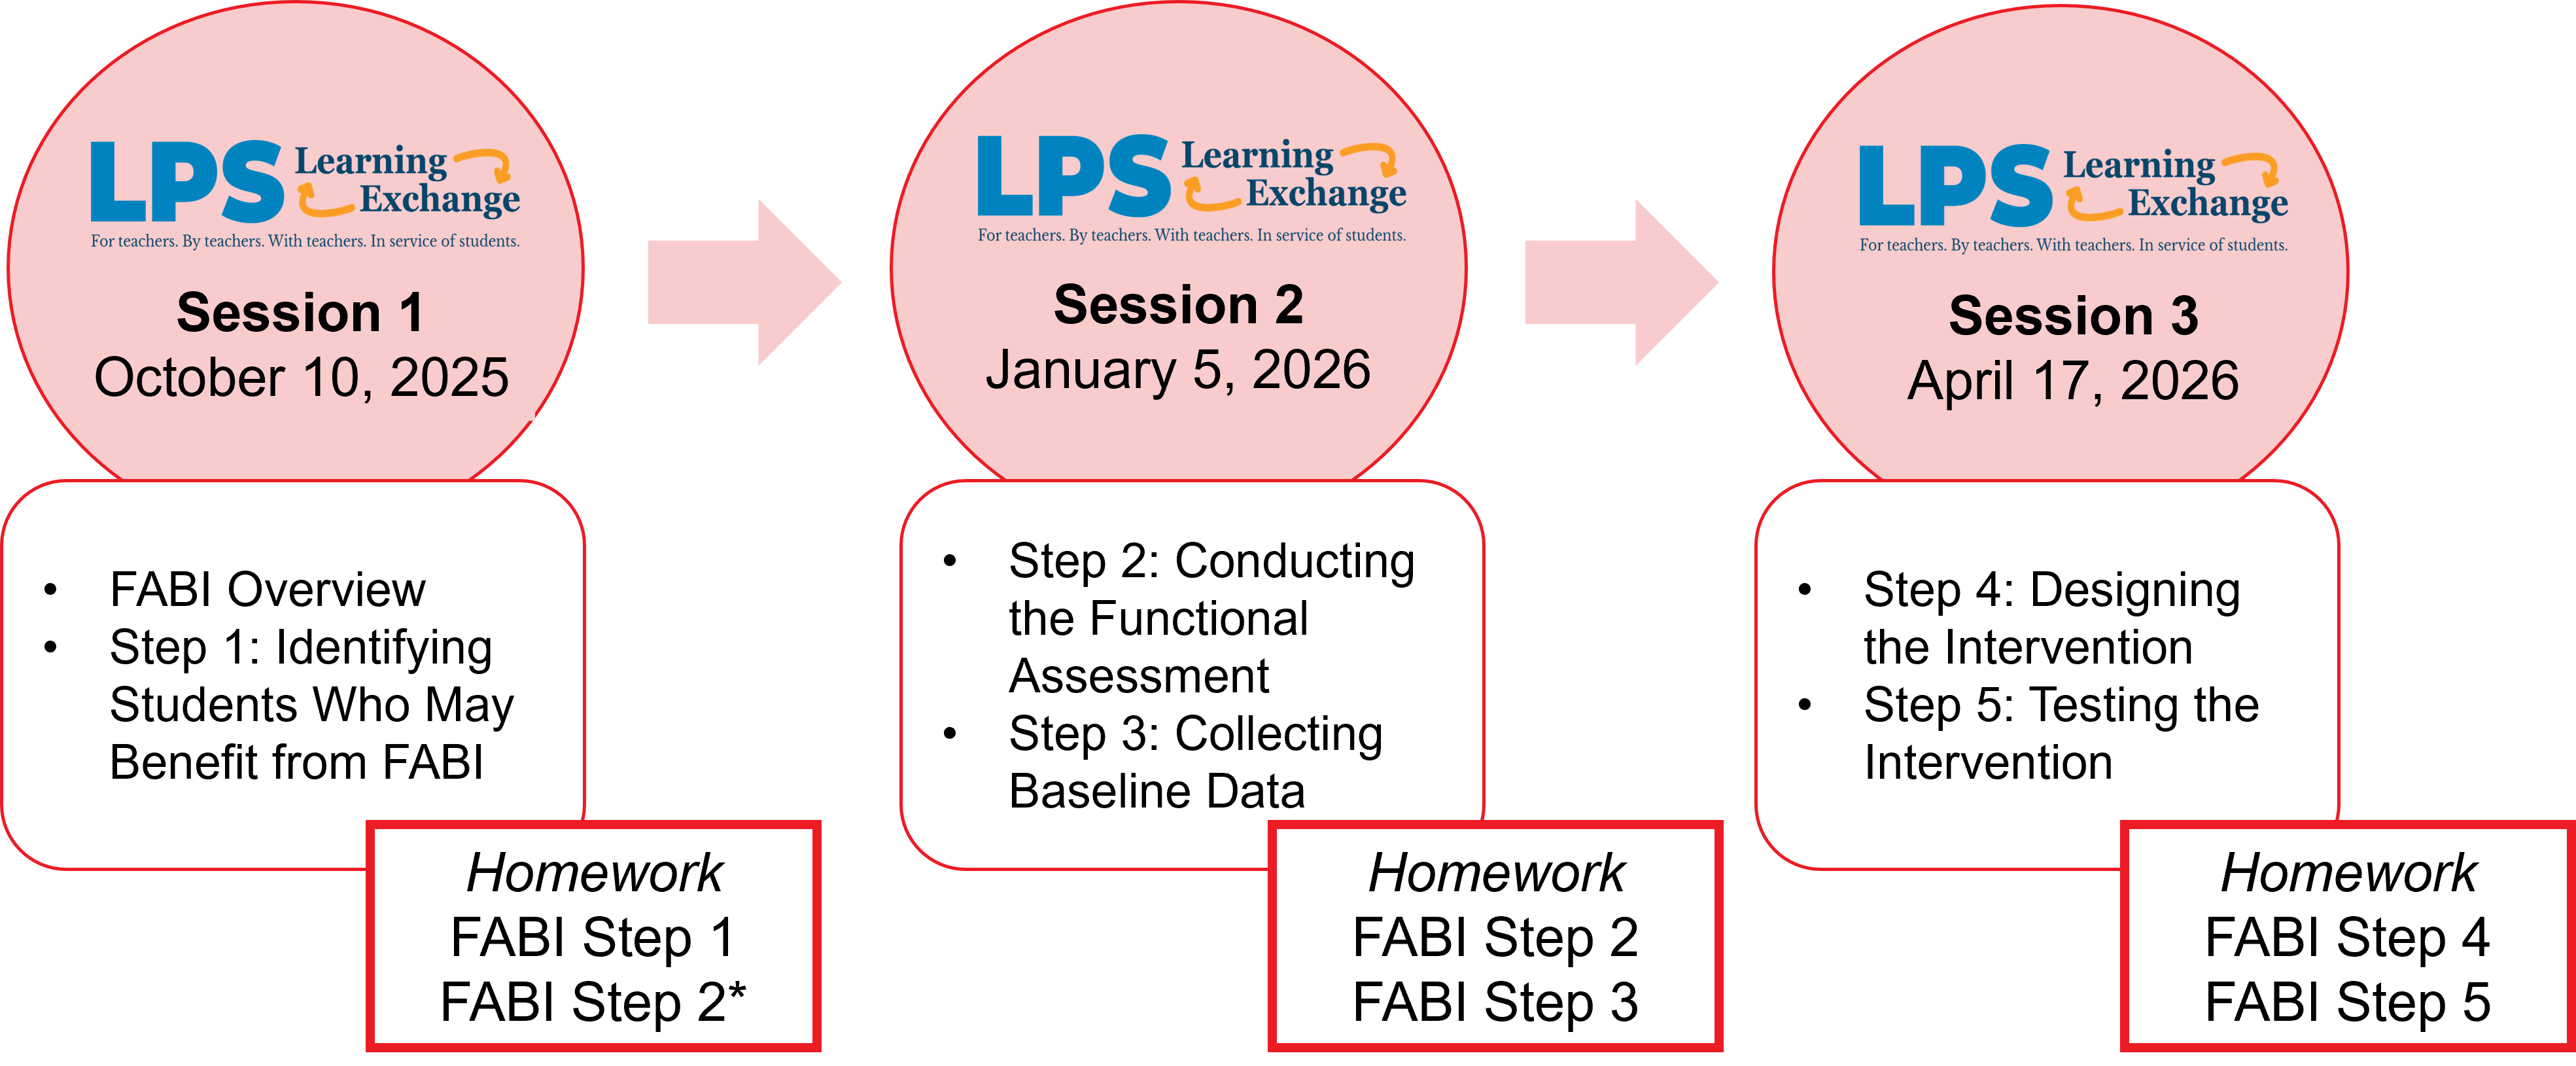 LPS Learning Exchange
For teachers. By teachers. With teachers. In service of students.
Session 1
October 10, 2025
• FABI Overview
• Step 1: Identifying
Students Who May
Benefit from FABI
Homework
FABI Step 1
FABI Step 2*
LPS Learning Exchange
For teachers. By teachers. With teachers. In service of students.
Session 2
January 5, 2026
• Step 2: Conducting
the Functional
Assessment
• Step 3: Collecting
Baseline Data
Homework
FABI Step 2
FABI Step 3
LPS Learning Exchange
For teachers. By teachers. With teachers. In service of students.
Session 3
April 17, 2026
• Step 4: Designing
the Intervention
• Step 5: Testing the
Intervention
Homework
FABI Step 4
FABI Step 5